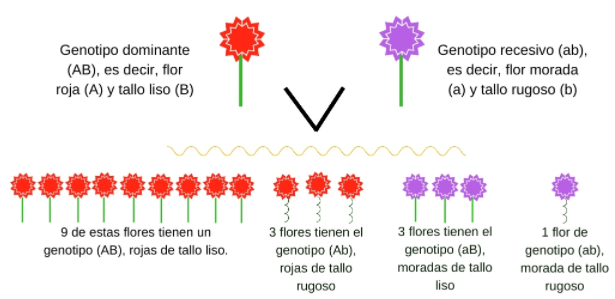 Genotipo dominante
(AB), es decir, flor
roja (A) y tallo liso (B)
Genotipo recesivo (ab),
es decir, flor morada
(a) y tallo rugoso (b)
9 de estas flores tienen un
genotipo (AB), rojas de tallo liso.
3 flores tienen el
genotipo (Ab),
rojas de tallo
rugoso
3 flores tienen el
genotipo (aB),
moradas de tallo
liso
1 flor de
genotipo (ab),
morada de tallo
rugoso